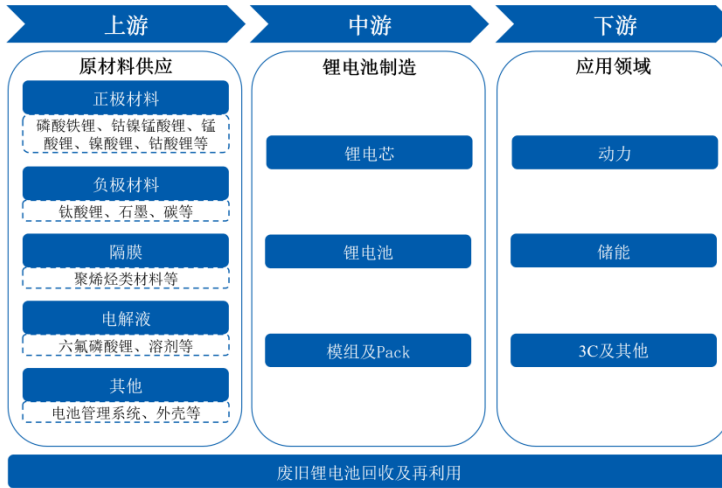 上游
中游
下游
原材料供应
正极材料
磷酸铁锂、钴镍锰酸锂、锰
酸锂、镍酸锂、钴酸锂等
负极材料
钛酸锂、石墨、碳等
隔膜
聚烯烃类材料等
电解液
六氟磷酸锂、溶剂等
其他
电池管理系统、外壳等
锂电池制造
锂电芯
锂电池
模组及Pack
应用领域
动力
储能
3C及其他
废旧锂电池回收及再利用